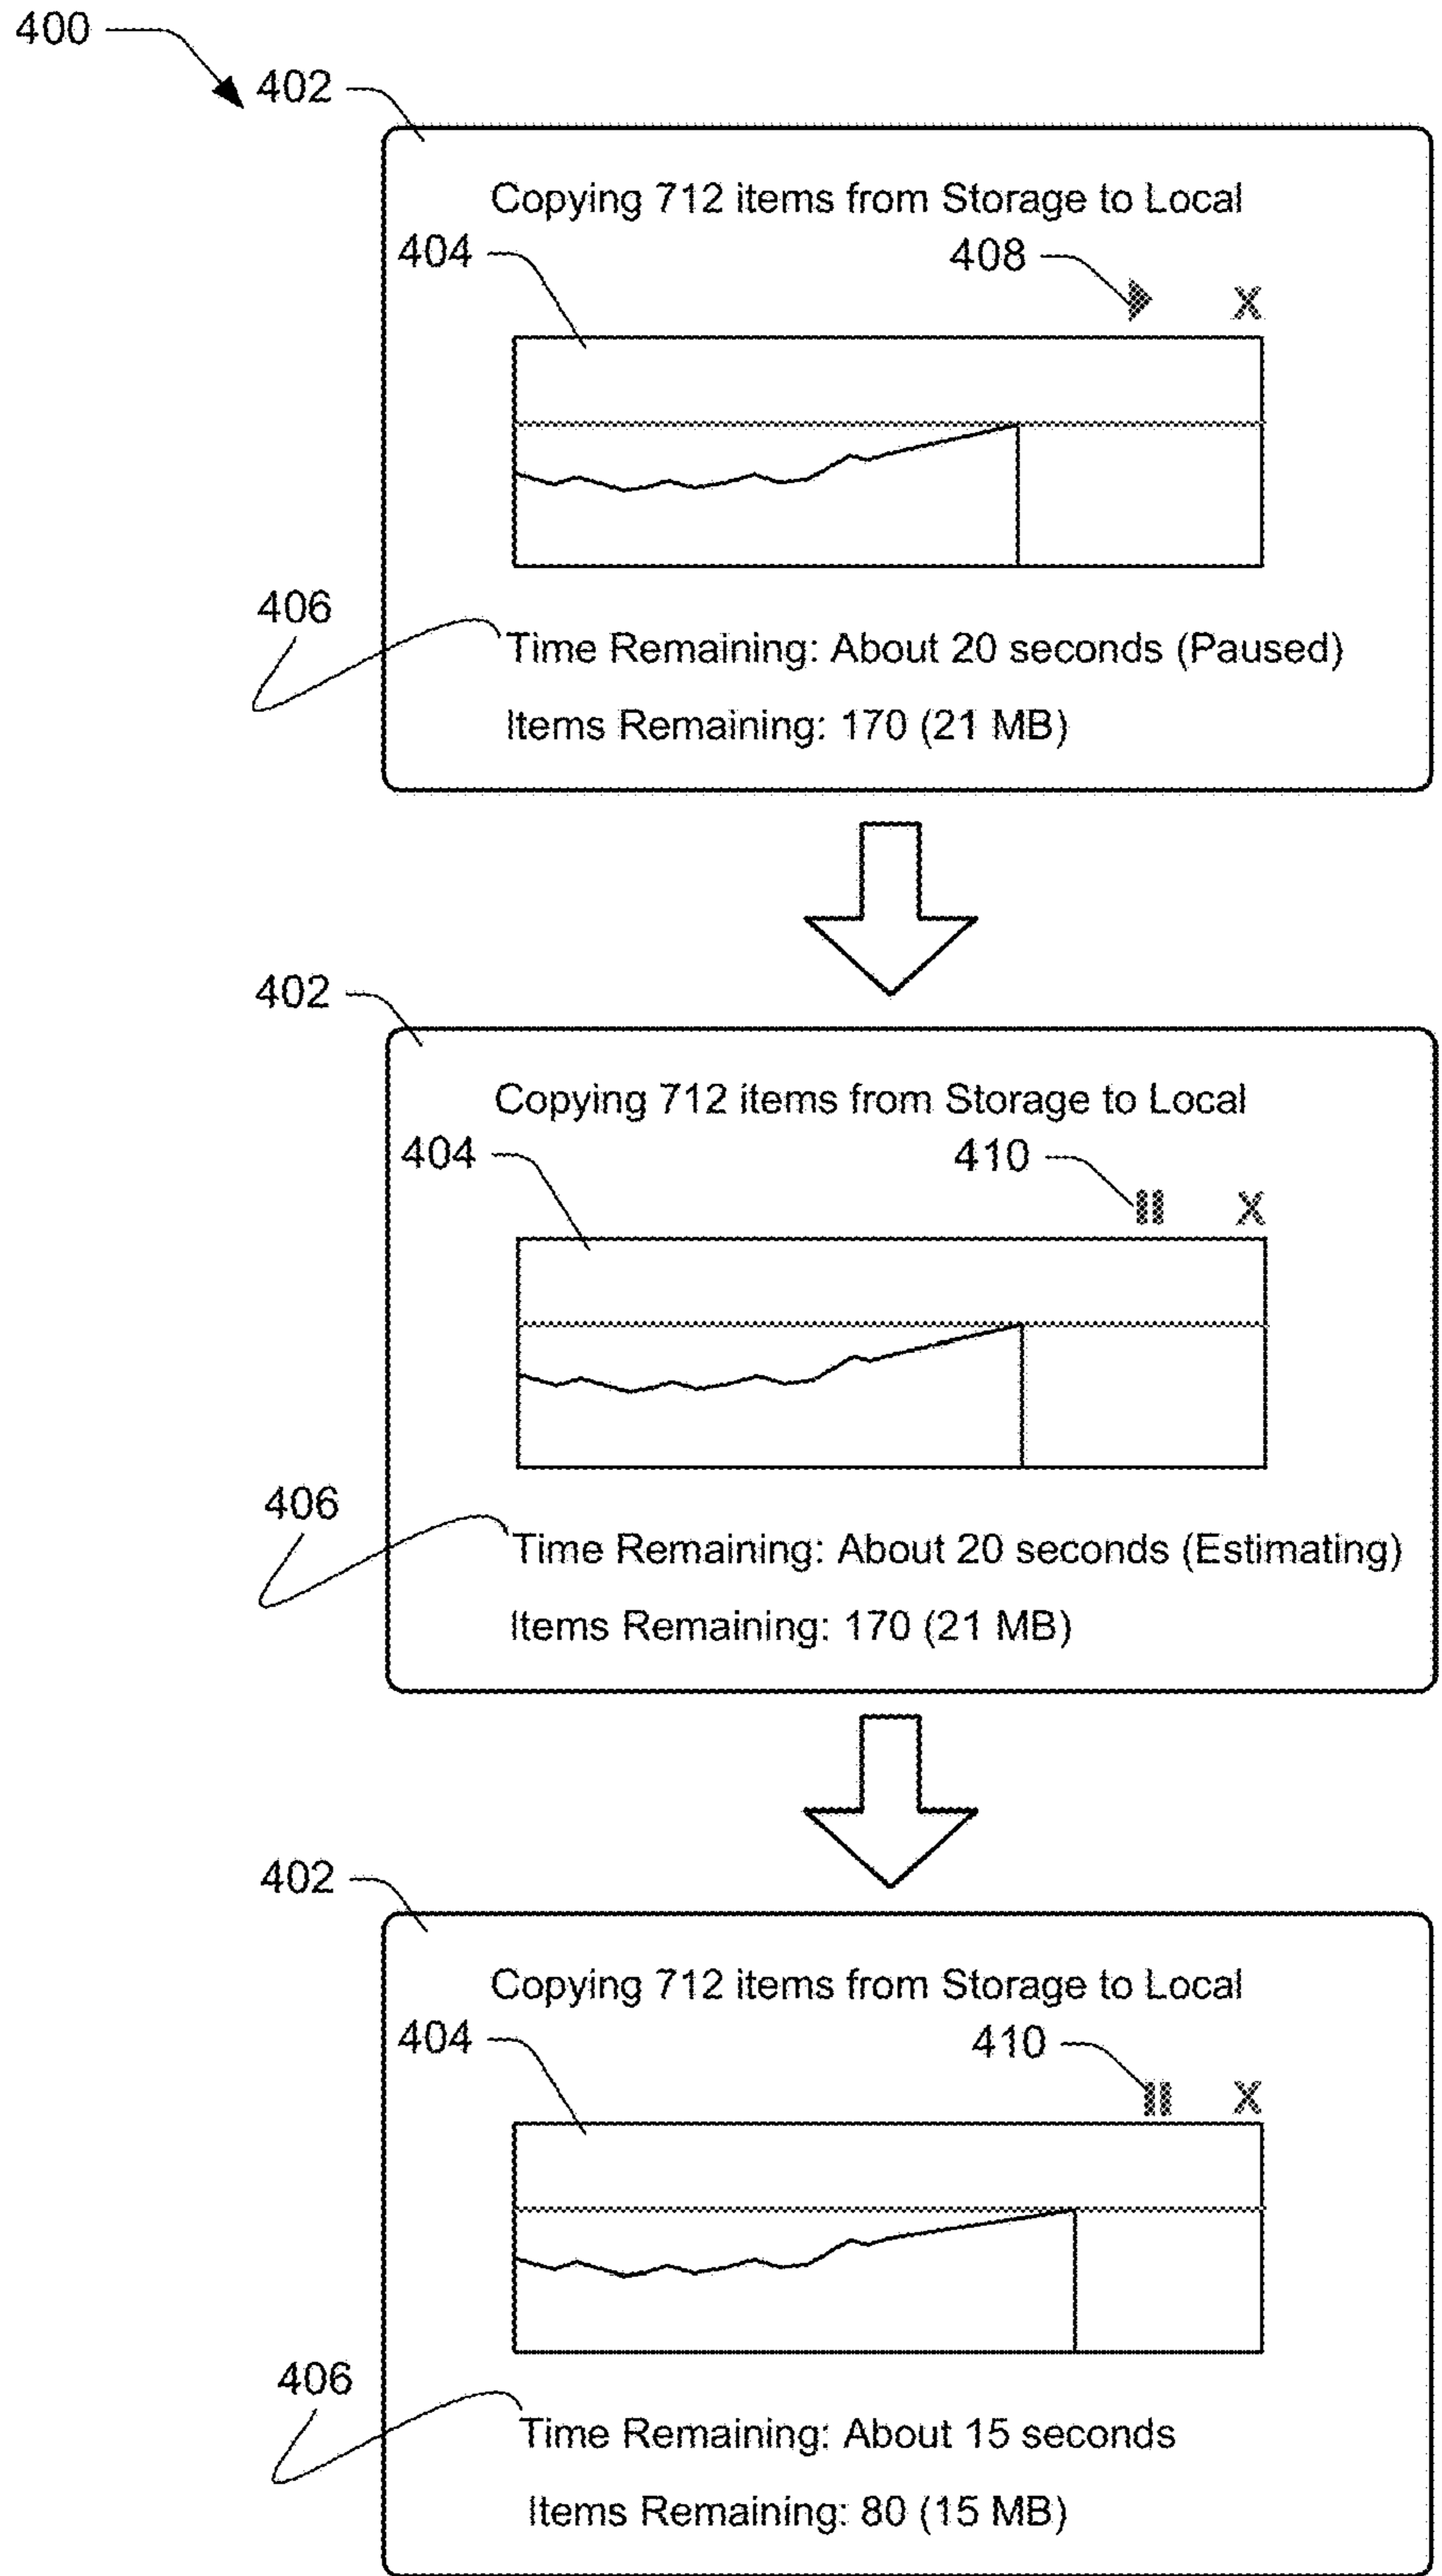 400
402
Copying 712 items from Storage to Local
404
408
X
406
Time Remaining: About 20 seconds (Paused)
Items Remaining: 170 (21 MB)
402
Copying 712 items from Storage to Local
404
410
X
406
Time Remaining: About 20 seconds (Estimating)
Items Remaining: 170 (21 MB)
402
Copying 712 items from Storage to Local
404
410
X
406
Time Remaining: About 15 seconds
Items Remaining: 80 (15 MB)